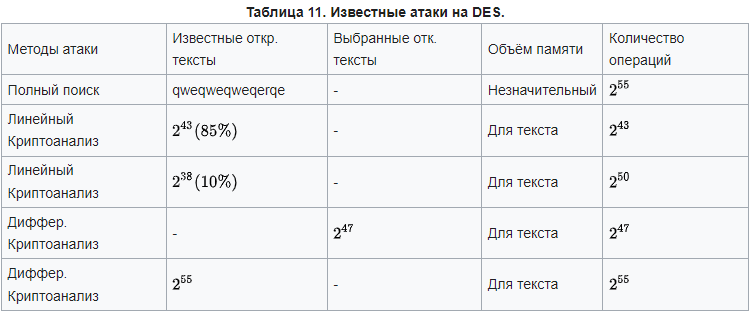 Таблица 11. Известные атаки на DES.
Методы атаки | Известные откр. тексты | Выбранные отк. тексты | Объём памяти | Количество операций
Полный поиск | qweqweqweqerqe | - | Незначительный | 2^55
Линейный Криптоанализ | 2^43 (85%) | - | Для текста | 2^43
Линейный Криптоанализ | 2^38 (10%) | - | Для текста | 2^50
Диффер. Криптоанализ | - | 2^47 | Для текста | 2^47
Диффер. Криптоанализ | 2^55 | - | Для текста | 2^55